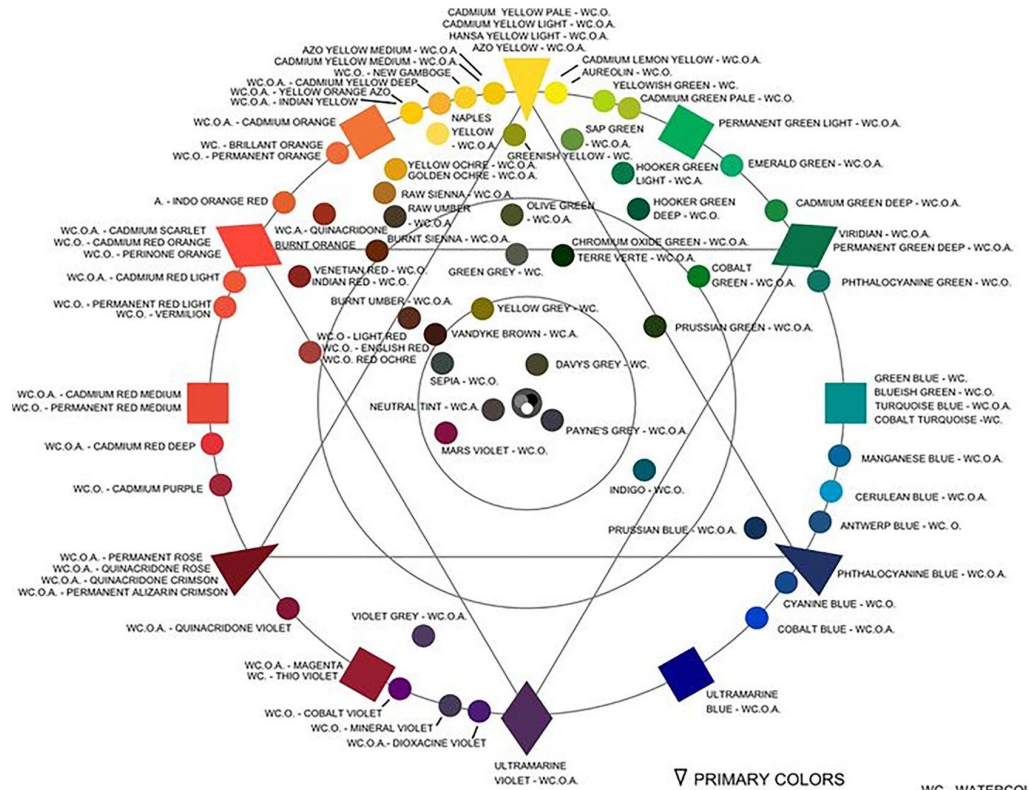 CADMIUM YELLOW PALE - WC.O.
CADMIUM YELLOW LIGHT - WC.O.A.
HANSA YELLOW LIGHT - WC.O.A.
AZO YELLOW - WC.O.A.
AZO YELLOW MEDIUM - WC.O.A
CADMIUM YELLOW MEDIUM - WC.O.A.
WC.O. - NEW GAMBOGE
WC.O.A. - CADMIUM YELLOW DEEP
WC.O.A. - YELLOW ORANGE AZO
WC.O.A. - INDIAN YELLOW
CADMIUM LEMON YELLOW - WC.O.A.
AUREOLIN - WC.O.
YELLOWISH GREEN - WC.
CADMIUM GREEN PALE - WC.O.
WC.O.A. - CADMIUM ORANGE
NAPLES
YELLOW
- WC.O.A.
SAP GREEN
- WC.O.A.
PERMANENT GREEN LIGHT - WC.O.A.
WC. - BRILLANT ORANGE
WC.O. - PERMANENT ORANGE
GREENISH YELLOW - WC.
YELLOW OCHRE - WC.O.A.
GOLDEN OCHRE - WC.O.A.
HOOKER GREEN
LIGHT - WC.A.
EMERALD GREEN - WC.O.A.
RAW SIENNA - WC.O.A.
A. - INDO ORANGE RED
RAW UMBER
- WC.O.A.
OLIVE GREEN
- WC.O.A.
HOOKER GREEN
DEEP - WC.O.
CADMIUM GREEN DEEP - WC.O.A.
WC.O.A. - CADMIUM SCARLET
WC.O. - CADMIUM RED ORANGE
WC.O. - PERINONE ORANGE
WC.A.- QUINACRIDONE
BURNT ORANGE
BURNT SIENNA - WC.O.A.
CHROMIUM OXIDE GREEN - WC.O.A.
TERRE VERTE - WC.O.A.
VIRIDIAN - WC.O.A.
PERMANENT GREEN DEEP - WC.O.A.
WC.O.A. - CADMIUM RED LIGHT
VENETIAN RED - WC.O.
INDIAN RED - WC.O.
GREEN GREY - WC.
COBALT
GREEN - WC.O.A.
PHTHALOCYANINE GREEN - WC.O.
WC.O. - PERMANENT RED LIGHT
WC.O. - VERMILION
BURNT UMBER - WC.O.A.
YELLOW GREY - WC.
PRUSSIAN GREEN - WC.O.A.
WC.O - LIGHT RED
WC.O. - ENGLISH RED
WC.O. RED OCHRE
VANDYKE BROWN - WC.A.
SEPIA - WC.O.
DAVYS GREY - WC.
WC.O.A. - CADMIUM RED MEDIUM
WC.O. - PERMANENT RED MEDIUM
NEUTRAL TINT - WC.A.
PAYNE'S GREY - WC.O.A.
GREEN BLUE - WC.
BLUEISH GREEN - WC.O.
TURQUOISE BLUE - WC.O.A
COBALT TURQUOISE -WC.
WC.O.A. - CADMIUM RED DEEP
MARS VIOLET - WC.O.
MANGANESE BLUE - WC.O.A.
WC.O. - CADMIUM PURPLE
INDIGO - WC.O.
CERULEAN BLUE - WC.O.A.
PRUSSIAN BLUE - WC.O.A.
ANTWERP BLUE - WC. O.
WC.O.A. - PERMANENT ROSE
WC.O.A. - QUINACRIDONE ROSE
WC.O.A. - QUINACRIDONE CRIMSON
WC.O.A. - PERMANENT ALIZARIN CRIMSON
PHTHALOCYANINE BLUE - WC.O.A.
CYANINE BLUE - WC.O.
WC.O.A. - QUINACRIDONE VIOLET
VIOLET GREY - WC.O.A.
COBALT BLUE - WC.O.A.
WC.O.A. - MAGENTA
WC. - THIO VIOLET
ULTRAMARINE
BLUE - WC.O.A.
WC.O. - COBALT VIOLET
WC.O. - MINERAL VIOLET
WC.O.A.- DIOXACINE VIOLET
ULTRAMARINE
VIOLET - WC.O.A.
PRIMARY COLORS